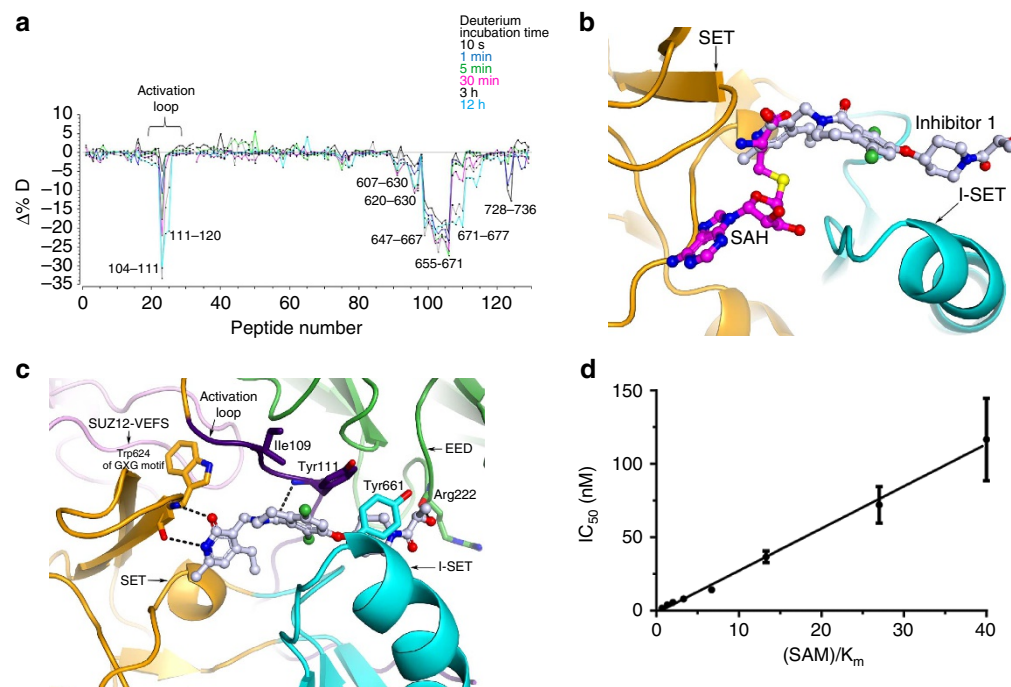 a
Deuterium
incubation time
10 s
1 min
5 min
30 min
3 h
12 h
Activation
loop
10
5
0
−5
−10
−15
−20
−25
−30
−35
Δ% D
104–111
111–120
607–630
620–630
647–667
655–671
671–677
728–736
0 20 40 60 80 100 120
Peptide number
b
SET
Inhibitor 1
I-SET
SAH
c
Activation
loop
SUZ12-VEFS
Trp624
of GXG motif
Ile109
Tyr111
EED
Tyr661
Arg222
SET
I-SET
d
150
100
50
0
IC50 (nM)
0 10 20 30 40
(SAM)/Km